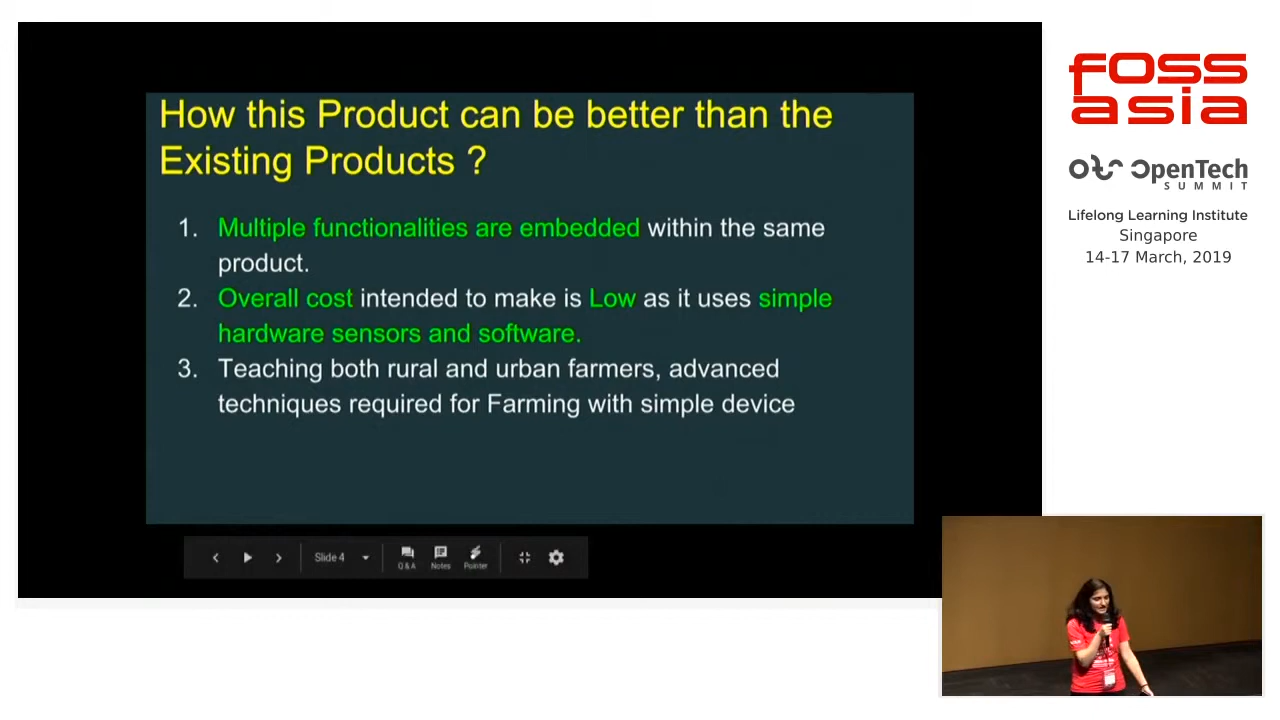 How this Product can be better than the
Existing Products ?
1. Multiple functionalities are embedded within the same
product.
2. Overall cost intended to make is Low as it uses simple
hardware sensors and software.
3. Teaching both rural and urban farmers, advanced
techniques required for Farming with simple device
Slide 4
Q & A
Notes
Pointer
FOSS
asia
OpenTech
SUMMIT
Lifelong Learning Institute
Singapore
14-17 March, 2019